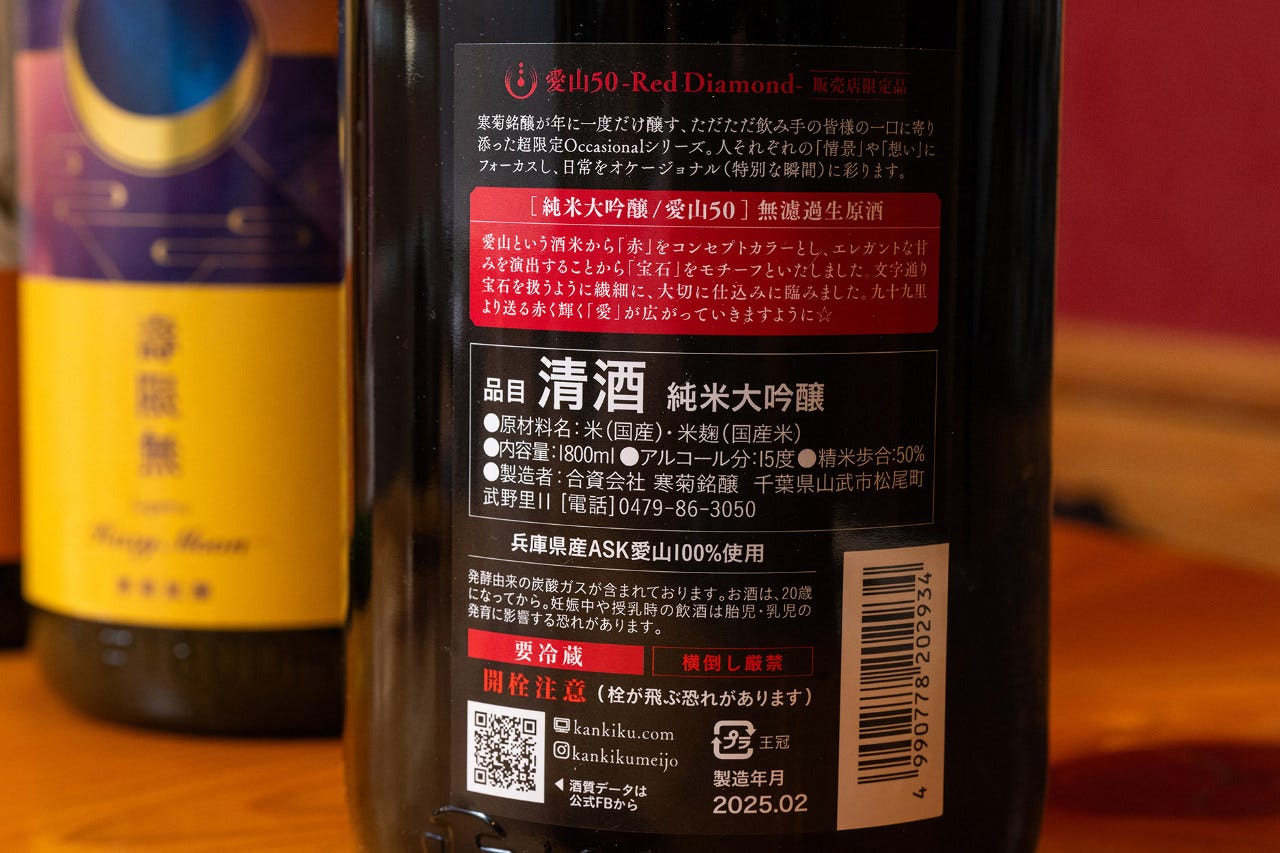 愛山50 -Red Diamond- 販売店限定品
寒菊銘醸が年に一度だけ醸す、ただただ飲み手の皆様の一口に寄り
添った超限定Occasionalシリーズ。人それぞれの「情景」や「想い」に
フォーカスし、日常をオケージョナル(特別な瞬間)に彩ります。
[純米大吟醸/愛山50] 無濾過生原酒
愛山という酒米から「赤」をコンセプトカラーとし、エレガントな甘
みを演出することから「宝石」をモチーフといたしました。文字通り
宝石を扱うように繊細に、大切に仕込みに臨みました。九十九里
より送る赤く輝く「愛」が広がっていきますように☆
品目 清酒 純米大吟醸
●原材料名:米(国産)・米麹(国産米)
●内容量:1800ml ●アルコール分:15度 ●精米歩合:50%
●製造者:合資会社 寒菊銘醸 千葉県山武市松尾町
武野里11 [電話]0479-86-3050
兵庫県産ASK愛山100%使用
発酵由来の炭酸ガスが含まれております。お酒は、20歳
になってから。妊娠中や授乳時の飲酒は胎児・乳児の
発育に影響する恐れがあります。
要冷蔵 横倒し厳禁
開栓注意 (栓が飛ぶ恐れがあります)
kankiku.com
kankikumeijo
◀酒質データは
公式FBから
プラ 王冠
製造年月
2025.02
4 990778 202934
壽限無
Moon